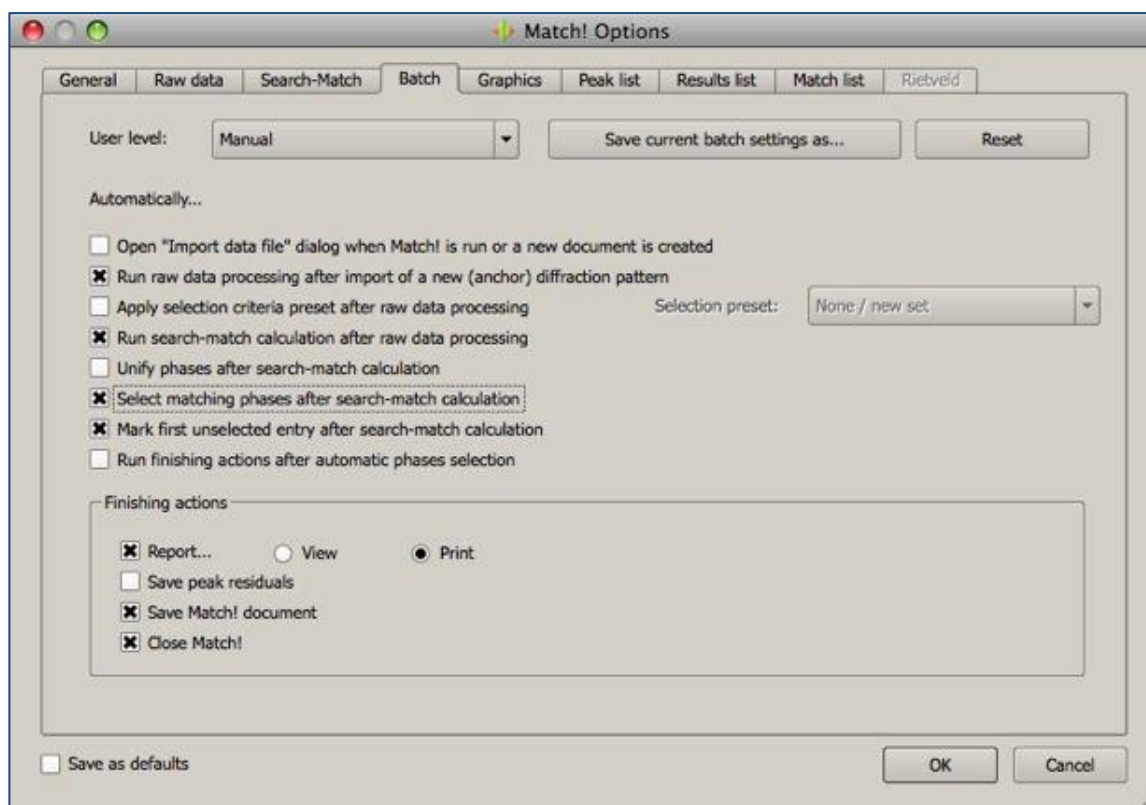 Match! Options
General Raw data Search-Match Batch Graphics Peak list Results list Match list Rietveld
User level: Manual Save current batch settings as... Reset
Automatically...
Open "Import data file" dialog when Match! is run or a new document is created
Run raw data processing after import of a new (anchor) diffraction pattern
Apply selection criteria preset after raw data processing Selection preset: None / new set
Run search-match calculation after raw data processing
Unify phases after search-match calculation
Select matching phases after search-match calculation
Mark first unselected entry after search-match calculation
Run finishing actions after automatic phases selection
Finishing actions
Report... View Print
Save peak residuals
Save Match! document
Close Match!
Save as defaults OK Cancel